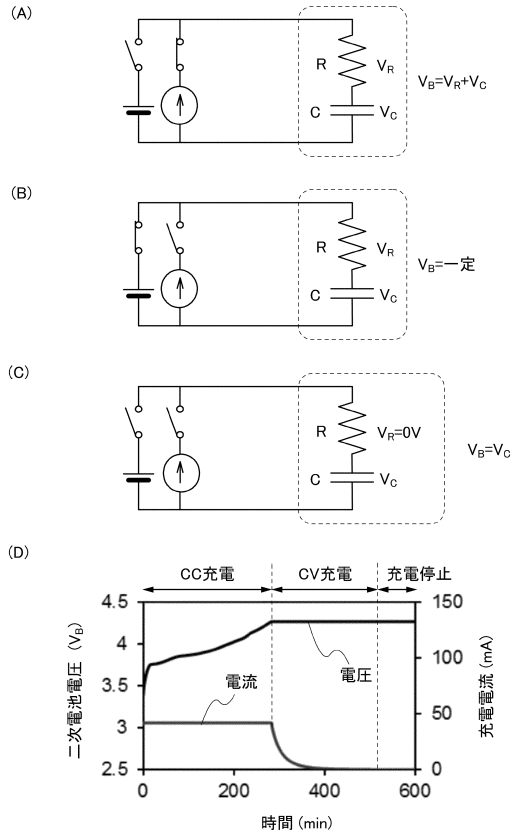 (A)
R
V_R
V_B=V_R+V_C
C
V_C
(B)
R
V_R
V_B=一定
C
V_C
(C)
R
V_R=0V
V_B=V_C
C
V_C
(D)
CC充電
CV充電
充電停止
4.5
4
3.5
3
2.5
二次電池電圧 (V_B)
電流
電圧
150
100
50
0
充電電流 (mA)
0
200
400
600
時間 (min)